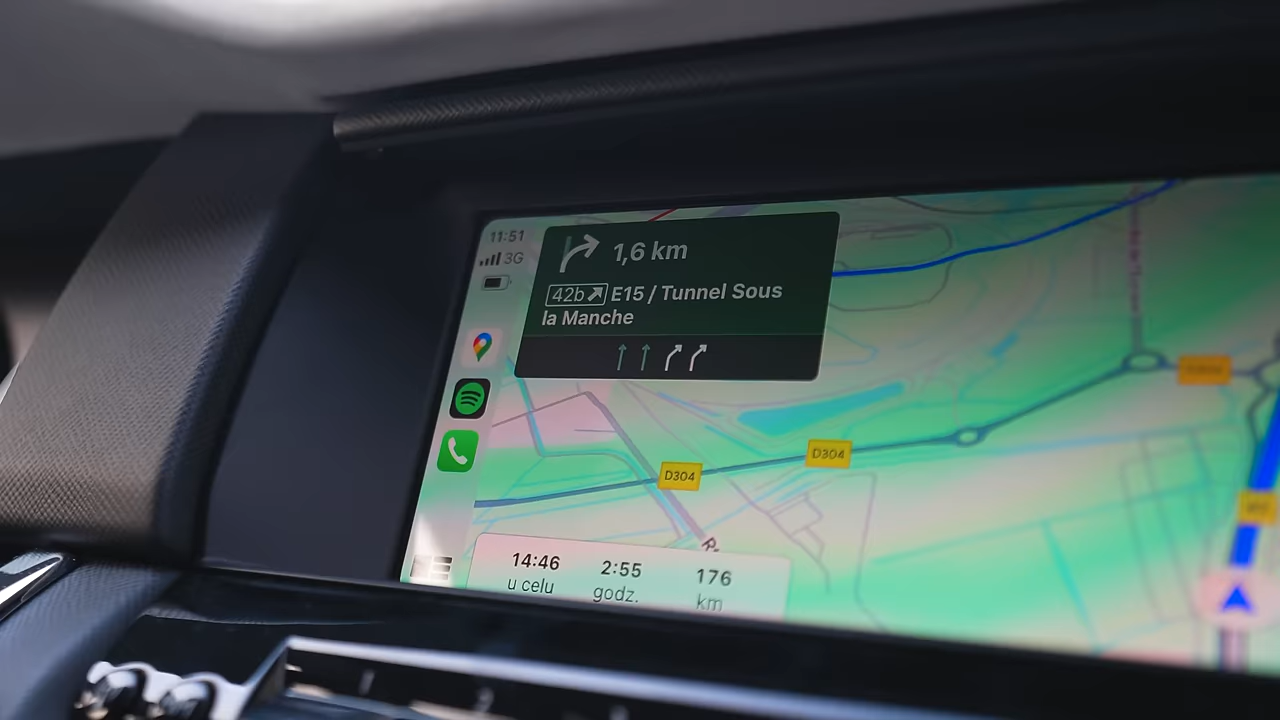 11:51
3G
1,6 km
42b E15 / Tunnel Sous
la Manche
D304
D304
14:46 2:55 176
u celu godz. km